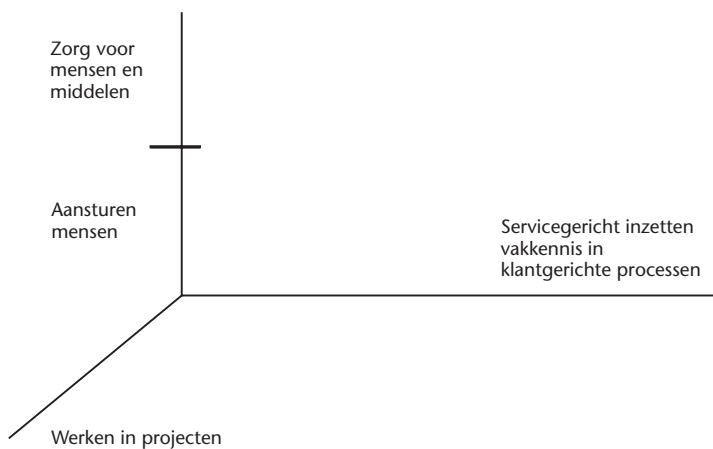 Zorg voor
mensen en
middelen
Aansturen
mensen
Servicegericht inzetten
vakkennis in
klantgerichte processen
Werken in projecten